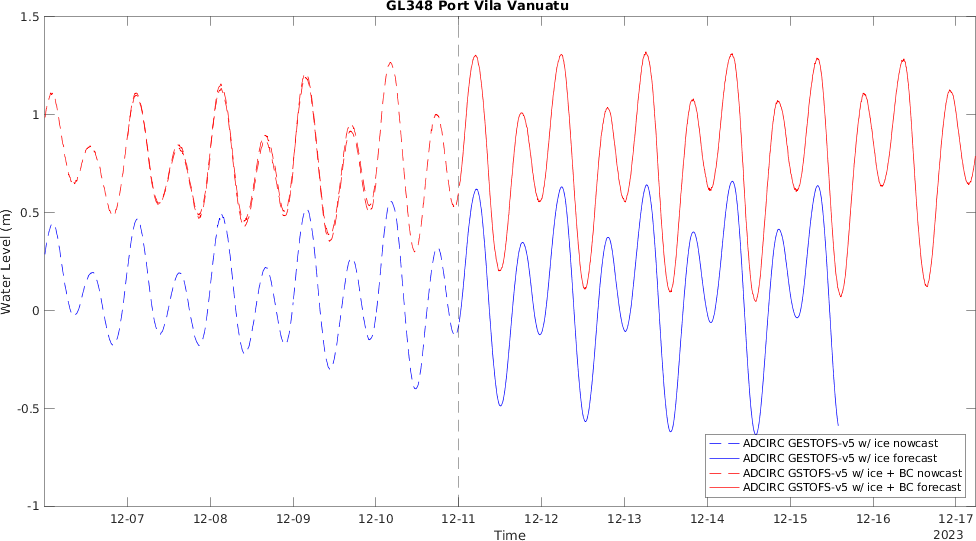 GL348 Port Vila Vanuatu
1.5
1
0.5
0
-0.5
-1
Water Level (m)
12-07 12-08 12-09 12-10 12-11 12-12 12-13 12-14 12-15 12-16 12-17
2023
Time
ADCIRC GESTOFS-v5 w/ ice nowcast
ADCIRC GESTOFS-v5 w/ ice forecast
ADCIRC GSTOFS-v5 w/ ice + BC nowcast
ADCIRC GSTOFS-v5 w/ ice + BC forecast